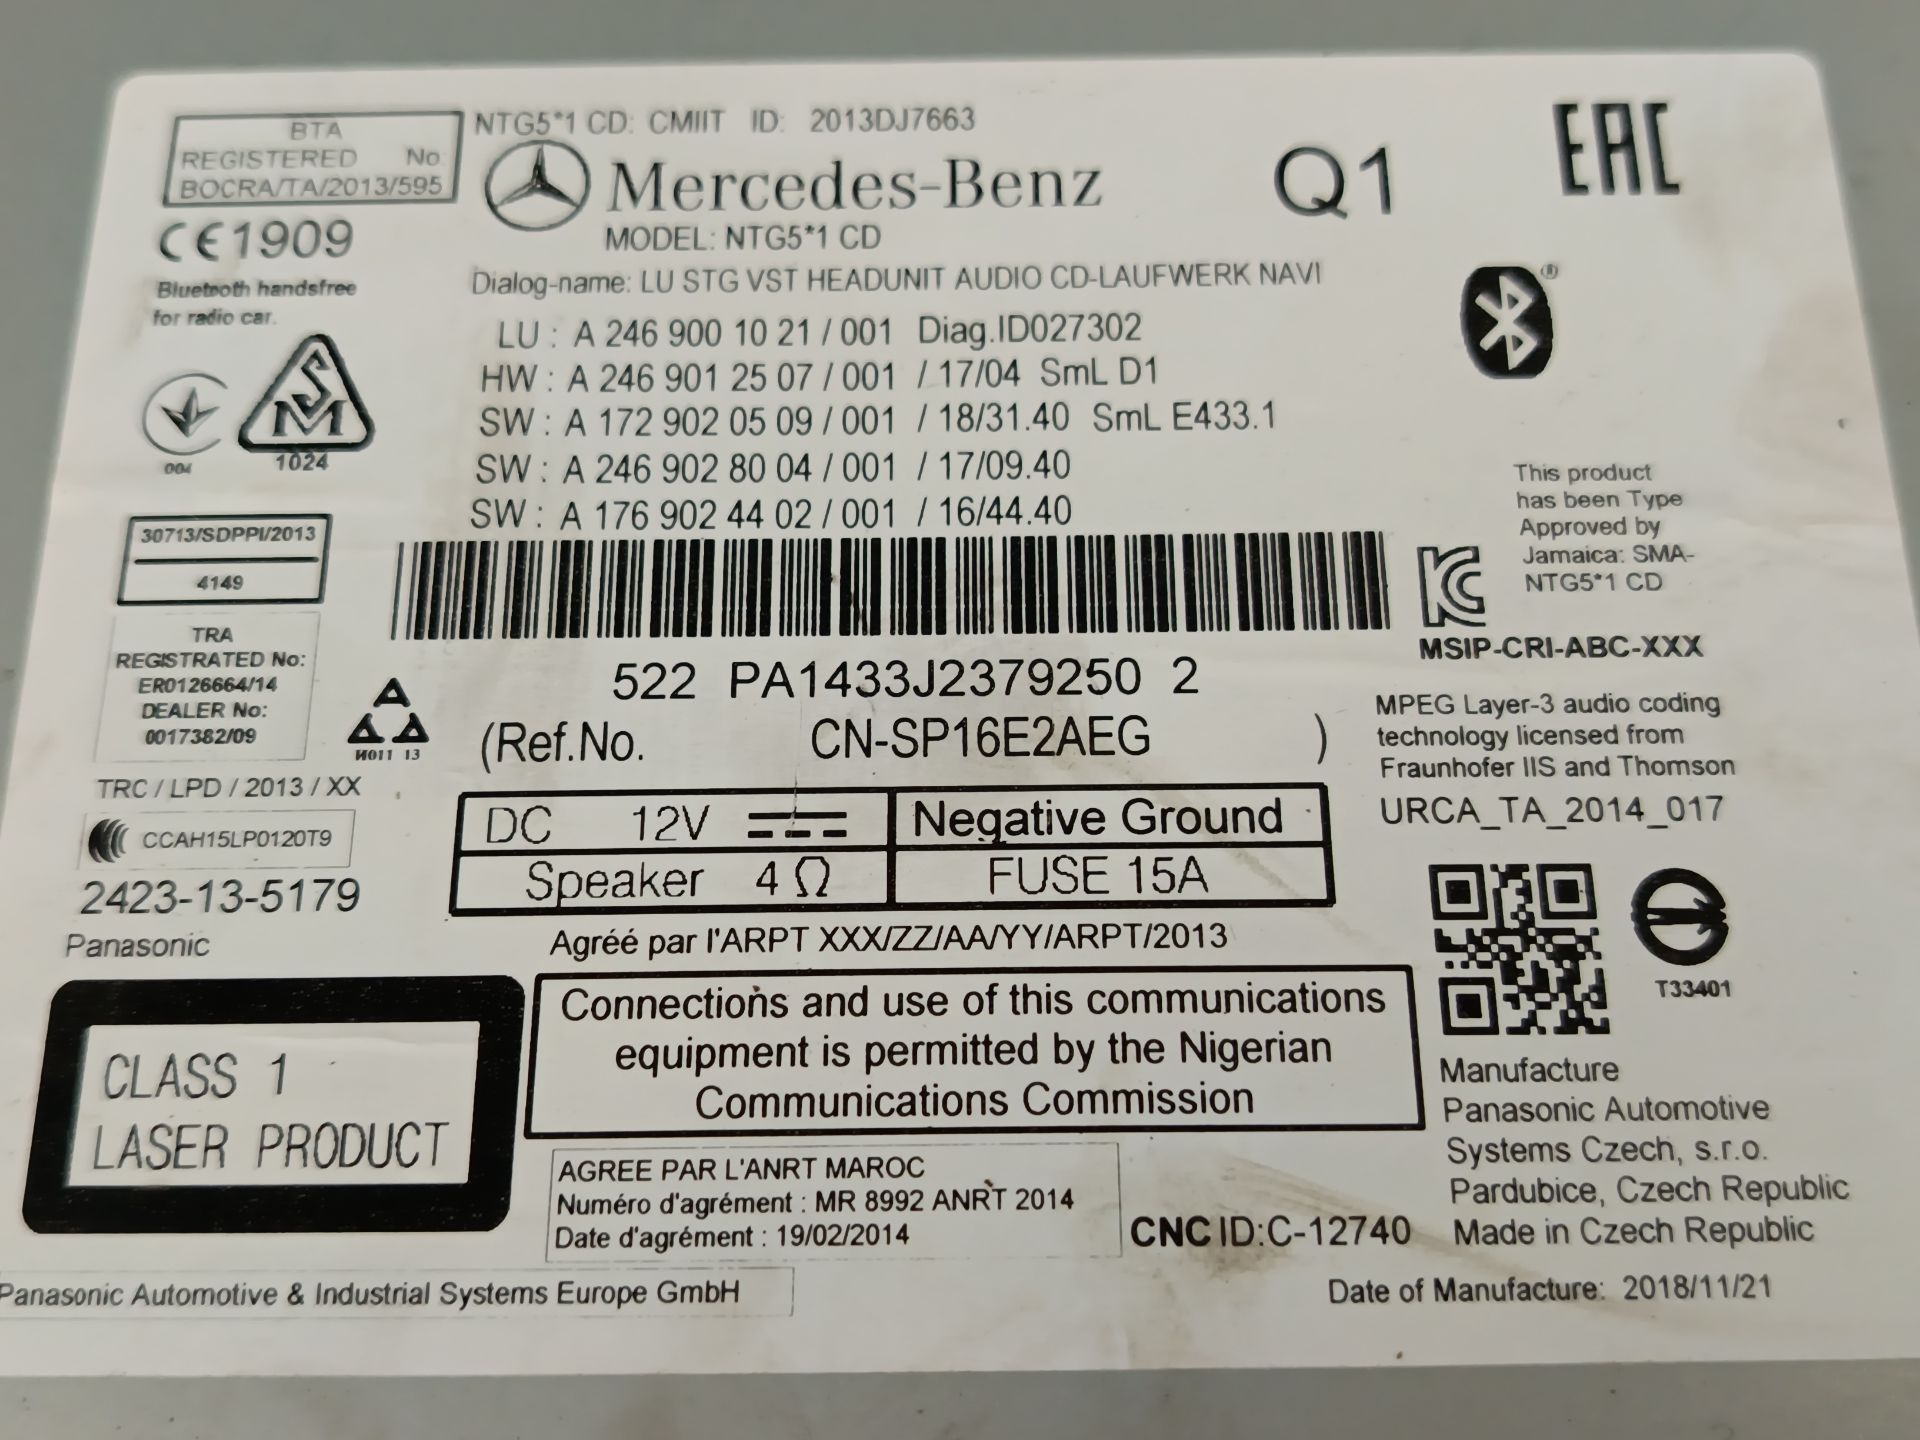 NTG5*1 CD: CMIIT ID: 2013DJ7663
BTA
REGISTERED No
BOCRA/TA/2013/595
Mercedes-Benz
Q1
EAC
MODEL: NTG5*1 CD
CE1909
Bluetooth handsfree
for radio car.
Dialog-name: LU STG VST HEADUNIT AUDIO CD-LAUFWERK NAVI
LU : A 246 900 10 21 / 001 Diag.ID027302
HW : A 246 901 25 07 / 001 / 17/04 SmL D1
SW : A 172 902 05 09 / 001 / 18/31.40 SmL E433.1
SW : A 246 902 80 04 / 001 / 17/09.40
SW : A 176 902 44 02 / 001 / 16/44.40
004
SM
1024
This product
has been Type
Approved by
Jamaica: SMA-
NTG5*1 CD
30713/SDPPI/2013
4149
TRA
REGISTRATED No:
ER0126664/14
DEALER No:
0017382/09
И011 13
KC
MSIP-CRI-ABC-XXX
522 PA1433J2379250 2
(Ref.No. CN-SP16E2AEG )
MPEG Layer-3 audio coding
technology licensed from
Fraunhofer IIS and Thomson
URCA_TA_2014_017
TRC / LPD / 2013 / XX
CCAH15LP0120T9
2423-13-5179
Panasonic
DC 12V Negative Ground
Speaker 4 Ω FUSE 15A
Agréé par l'ARPT XXX/ZZ/AA/YY/ARPT/2013
T33401
CLASS 1
LASER PRODUCT
Connections and use of this communications
equipment is permitted by the Nigerian
Communications Commission
Manufacture
Panasonic Automotive
Systems Czech, s.r.o.
Pardubice, Czech Republic
Made in Czech Republic
AGREE PAR L'ANRT MAROC
Numéro d'agrément : MR 8992 ANRT 2014
Date d'agrément : 19/02/2014
CNC ID:C-12740
Panasonic Automotive & Industrial Systems Europe GmbH
Date of Manufacture: 2018/11/21